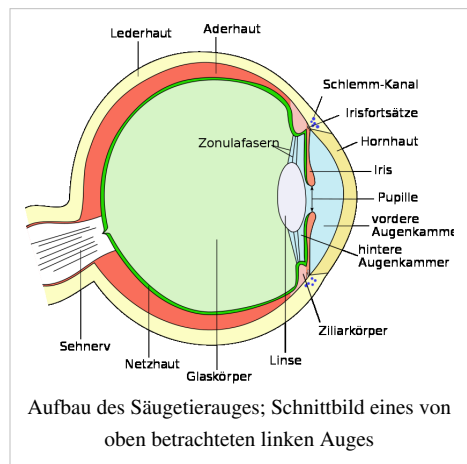 Lederhaut
Aderhaut
Schlemm-Kanal
Irisfortsätze
Zonulafasern
Hornhaut
Iris
Pupille
vordere
Augenkamme
hintere
Augenkammer
Ziliarkörper
Sehnerv
Netzhaut
Glaskörper
Linse
Aufbau des Säugetierauges; Schnittbild eines von
oben betrachteten linken Auges